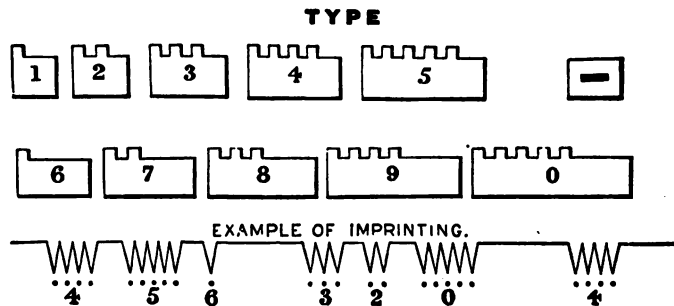 TYPE
1 2 3 4 5 —
6 7 8 9 0
EXAMPLE OF IMPRINTING.
4 5 6 3 2 0 4